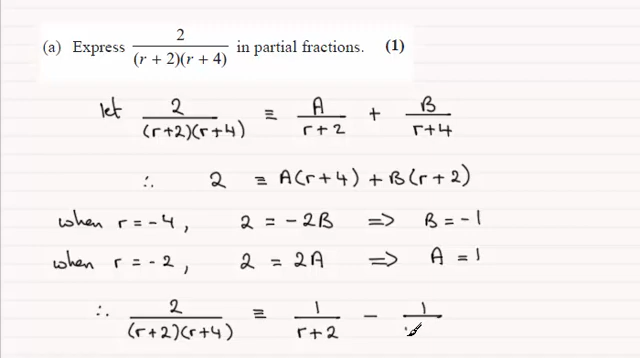 (a) Express 2/((r + 2)(r + 4)) in partial fractions. (1)
let 2/((r+2)(r+4)) ≡ A/(r+2) + B/(r+4)
∴ 2 ≡ A(r+4) + B(r+2)
when r = -4, 2 = -2B => B = -1
when r = -2, 2 = 2A => A = 1
∴ 2/((r+2)(r+4)) ≡ 1/(r+2) - 1/